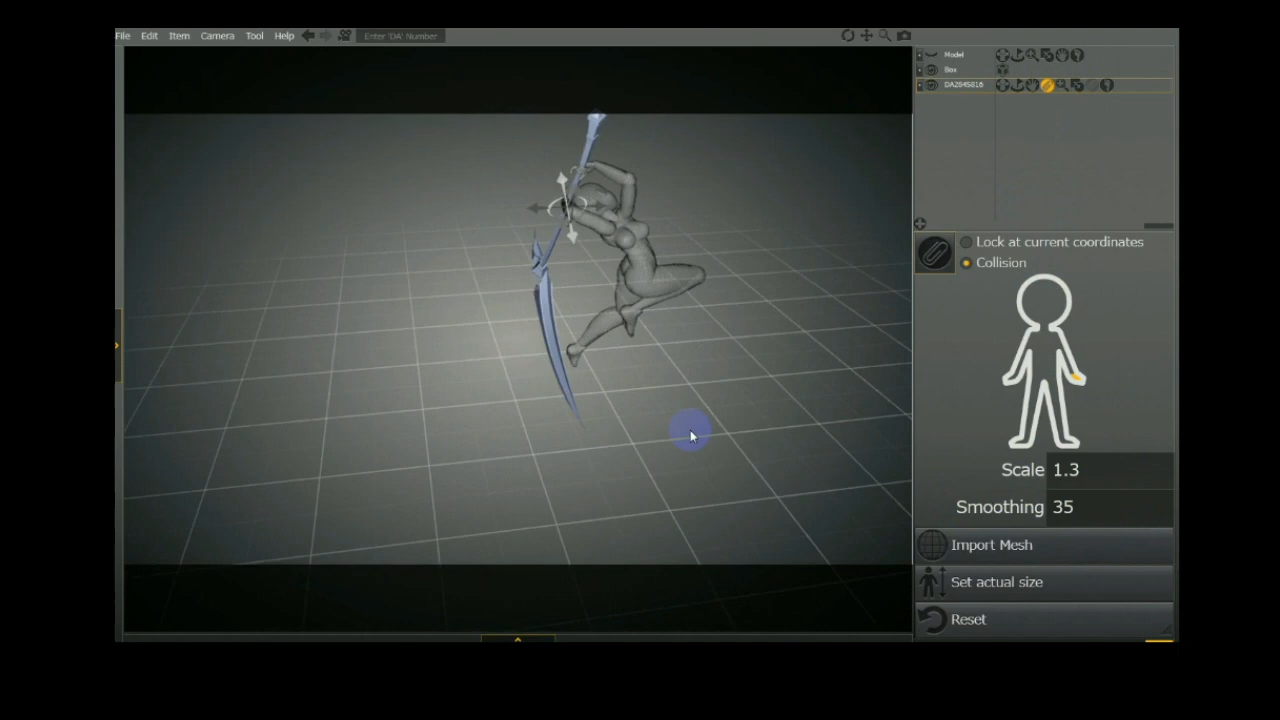 File Edit Item Camera Tool Help Enter 'DA' Number
Model
Box
DA2845816
Lock at current coordinates
Collision
Scale 1.3
Smoothing 35
Import Mesh
Set actual size
Reset